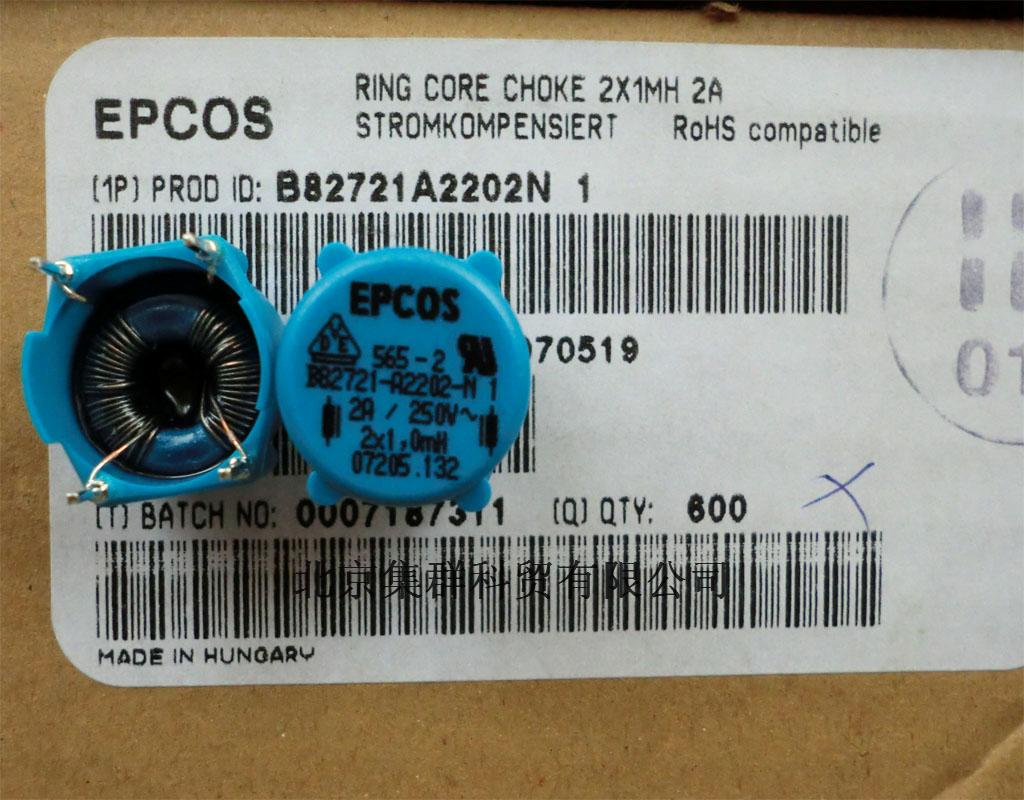 EPCOS
RING CORE CHOKE 2X1MH 2A
STROMKOMPENSIERT RoHS compatible
(1P) PROD ID: B82721A2202N 1
070519
EPCOS
VDE 565-2
B82721-A2202-N 1
2A / 250V~
2x1,0mH
07205.132
(T) BATCH NO: 0007187311 (Q) QTY: 600
北京集群科贸有限公司
MADE IN HUNGARY
01